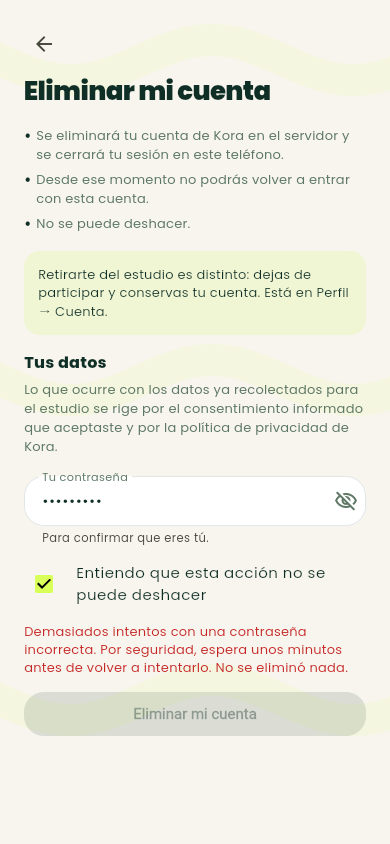 Eliminar mi cuenta
• Se eliminará tu cuenta de Kora en el servidor y
se cerrará tu sesión en este teléfono.
• Desde ese momento no podrás volver a entrar
con esta cuenta.
• No se puede deshacer.
Retirarte del estudio es distinto: dejas de
participar y conservas tu cuenta. Está en Perfil
→ Cuenta.
Tus datos
Lo que ocurre con los datos ya recolectados para
el estudio se rige por el consentimiento informado
que aceptaste y por la política de privacidad de
Kora.
Tu contraseña
•••••••••
Para confirmar que eres tú.
Entiendo que esta acción no se
puede deshacer
Demasiados intentos con una contraseña
incorrecta. Por seguridad, espera unos minutos
antes de volver a intentarlo. No se eliminó nada.
Eliminar mi cuenta